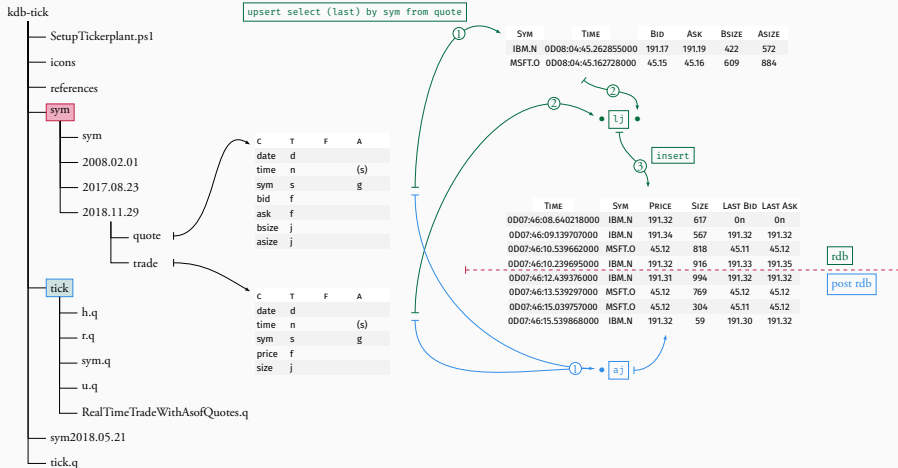 kdb-tick
SetupTickerplant.ps1
icons
references
sym
sym
2008.02.01
2017.08.23
2018.11.29
quote
trade
tick
h.q
r.q
sym.q
u.q
RealTimeTradeWithAsofQuotes.q
sym2018.05.21
tick.q
upsert select (last) by sym from quote
C T F A
date d
time n (s)
sym s g
bid f
ask f
bsize j
asize j
C T F A
date d
time n (s)
sym s g
price f
size j
1
SYM TIME BID ASK BSIZE ASIZE
IBM.N 0D08:04:45.262855000 191.17 191.19 422 572
MSFT.O 0D08:04:45.162728000 45.15 45.16 609 884
2
2
lj
3
insert
TIME SYM PRICE SIZE LAST BID LAST ASK
0D07:46:08.640218000 IBM.N 191.32 617 0n 0n
0D07:46:09.139707000 IBM.N 191.34 567 191.32 191.32
0D07:46:10.539662000 MSFT.O 45.12 818 45.11 45.12
0D07:46:10.239695000 IBM.N 191.32 916 191.33 191.35
0D07:46:12.439376000 IBM.N 191.31 994 191.32 191.32
0D07:46:13.539297000 MSFT.O 45.12 769 45.12 45.12
0D07:46:15.039757000 MSFT.O 45.12 304 45.11 45.12
0D07:46:15.539868000 IBM.N 191.32 59 191.30 191.32
rdb
post rdb
1
aj